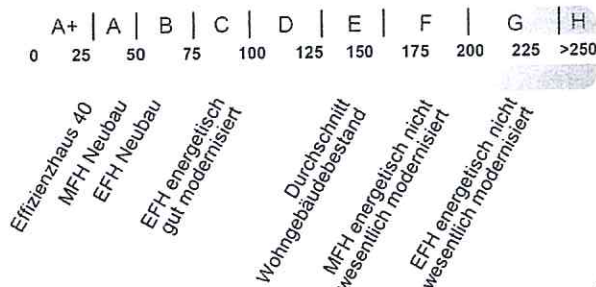 A+ | A | B | C | D | E | F | G | H
0 25 50 75 100 125 150 175 200 225 >250
Effizienzhaus 40
MFH Neubau
EFH Neubau
EFH energetisch
gut modernisiert
Durchschnitt
Wohngebäudebestand
MFH energetisch nicht
wesentlich modernisiert
EFH energetisch nicht
wesentlich modernisiert